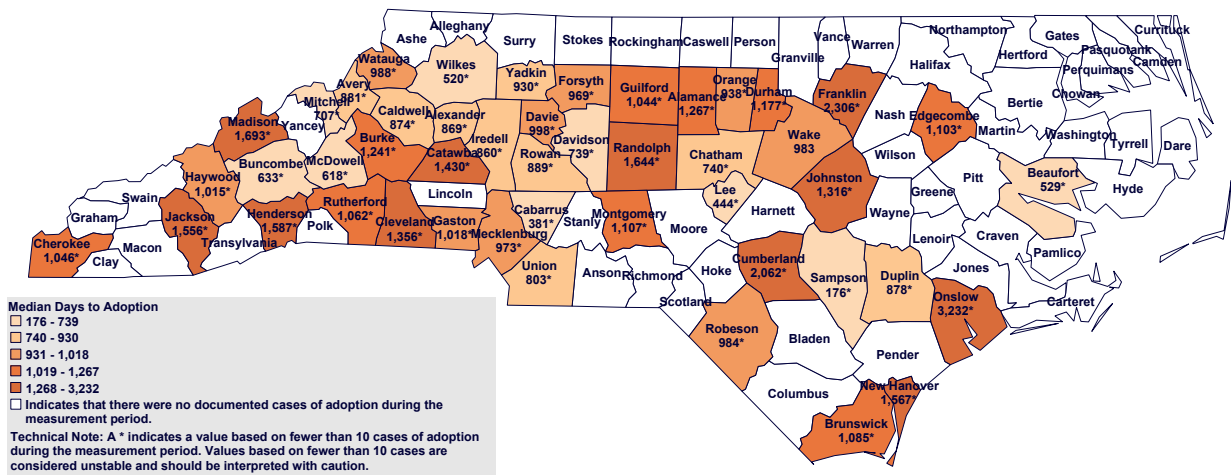 Alleghany
Ashe
Surry
Stokes
Rockingham
Caswell
Person
Granville
Vance
Warren
Northampton
Gates
Currituck
Pasquotank
Camden
Hertford
Perquimans
Halifax
Chowan
Bertie
Watauga
988*
Wilkes
520*
Yadkin
930*
Forsyth
969*
Guilford
1,044*
Alamance
1,267*
Orange
938*
Durham
1,177*
Franklin
2,306*
Nash
Edgecombe
1,103*
Martin
Washington
Tyrrell
Dare
Avery
881*
Mitchell
707*
Caldwell
874*
Alexander
869*
Iredell
860*
Davie
998*
Davidson
739*
Randolph
1,644*
Chatham
740*
Wake
983
Wilson
Madison
1,693*
Yancey
Burke
1,241*
Catawba
1,430*
Rowan
889*
Johnston
1,316*
Greene
Pitt
Beaufort
529*
Hyde
Buncombe
633*
McDowell
618*
Haywood
1,015*
Swain
Lincoln
Lee
444*
Harnett
Wayne
Graham
Jackson
1,556*
Henderson
1,587*
Rutherford
1,062*
Polk
Cleveland
1,356*
Gaston
1,018*
Cabarrus
381*
Stanly
Montgomery
1,107*
Moore
Lenoir
Craven
Pamlico
Cherokee
1,046*
Macon
Clay
Transylvania
Mecklenburg
973*
Union
803*
Anson
Richmond
Hoke
Scotland
Cumberland
2,062*
Sampson
176*
Duplin
878*
Jones
Onslow
3,232*
Carteret
Robeson
984*
Bladen
Pender
Columbus
New Hanover
1,567*
Brunswick
1,085*
Median Days to Adoption
176 - 739
740 - 930
931 - 1,018
1,019 - 1,267
1,268 - 3,232
Indicates that there were no documented cases of adoption during the
measurement period.
Technical Note: A * indicates a value based on fewer than 10 cases of adoption
during the measurement period. Values based on fewer than 10 cases are
considered unstable and should be interpreted with caution.